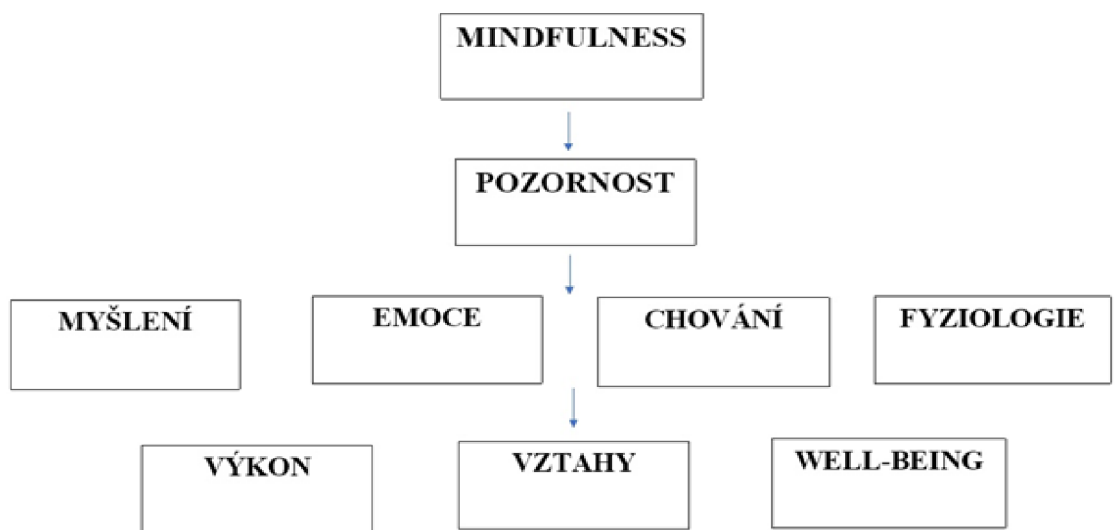 MINDFULNESS
POZORNOST
MYŠLENÍ
EMOCE
CHOVÁNÍ
FYZIOLOGIE
VÝKON
VZTAHY
WELL-BEING